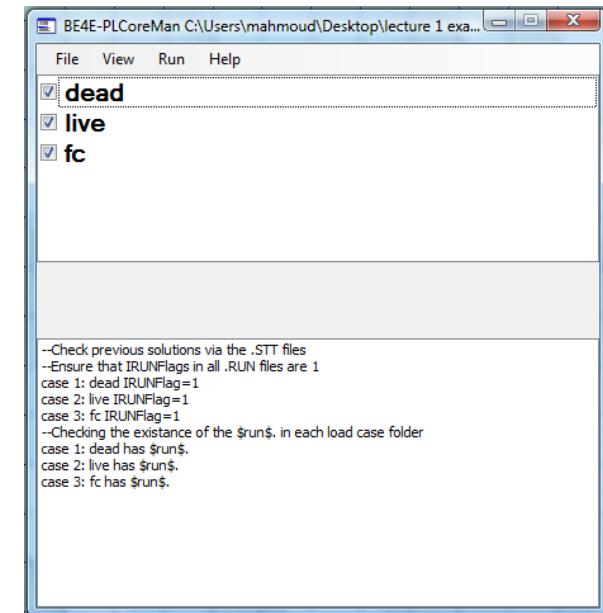 BE4E-PLCoreMan C:\Users\mahmoud\Desktop\lecture 1 exa...
File View Run Help
dead
live
fc
--Check previous solutions via the .STT files
--Ensure that IRUNFlags in all .RUN files are 1
case 1: dead IRUNFlag=1
case 2: live IRUNFlag=1
case 3: fc IRUNFlag=1
--Checking the existance of the $run$. in each load case folder
case 1: dead has $run$.
case 2: live has $run$.
case 3: fc has $run$.